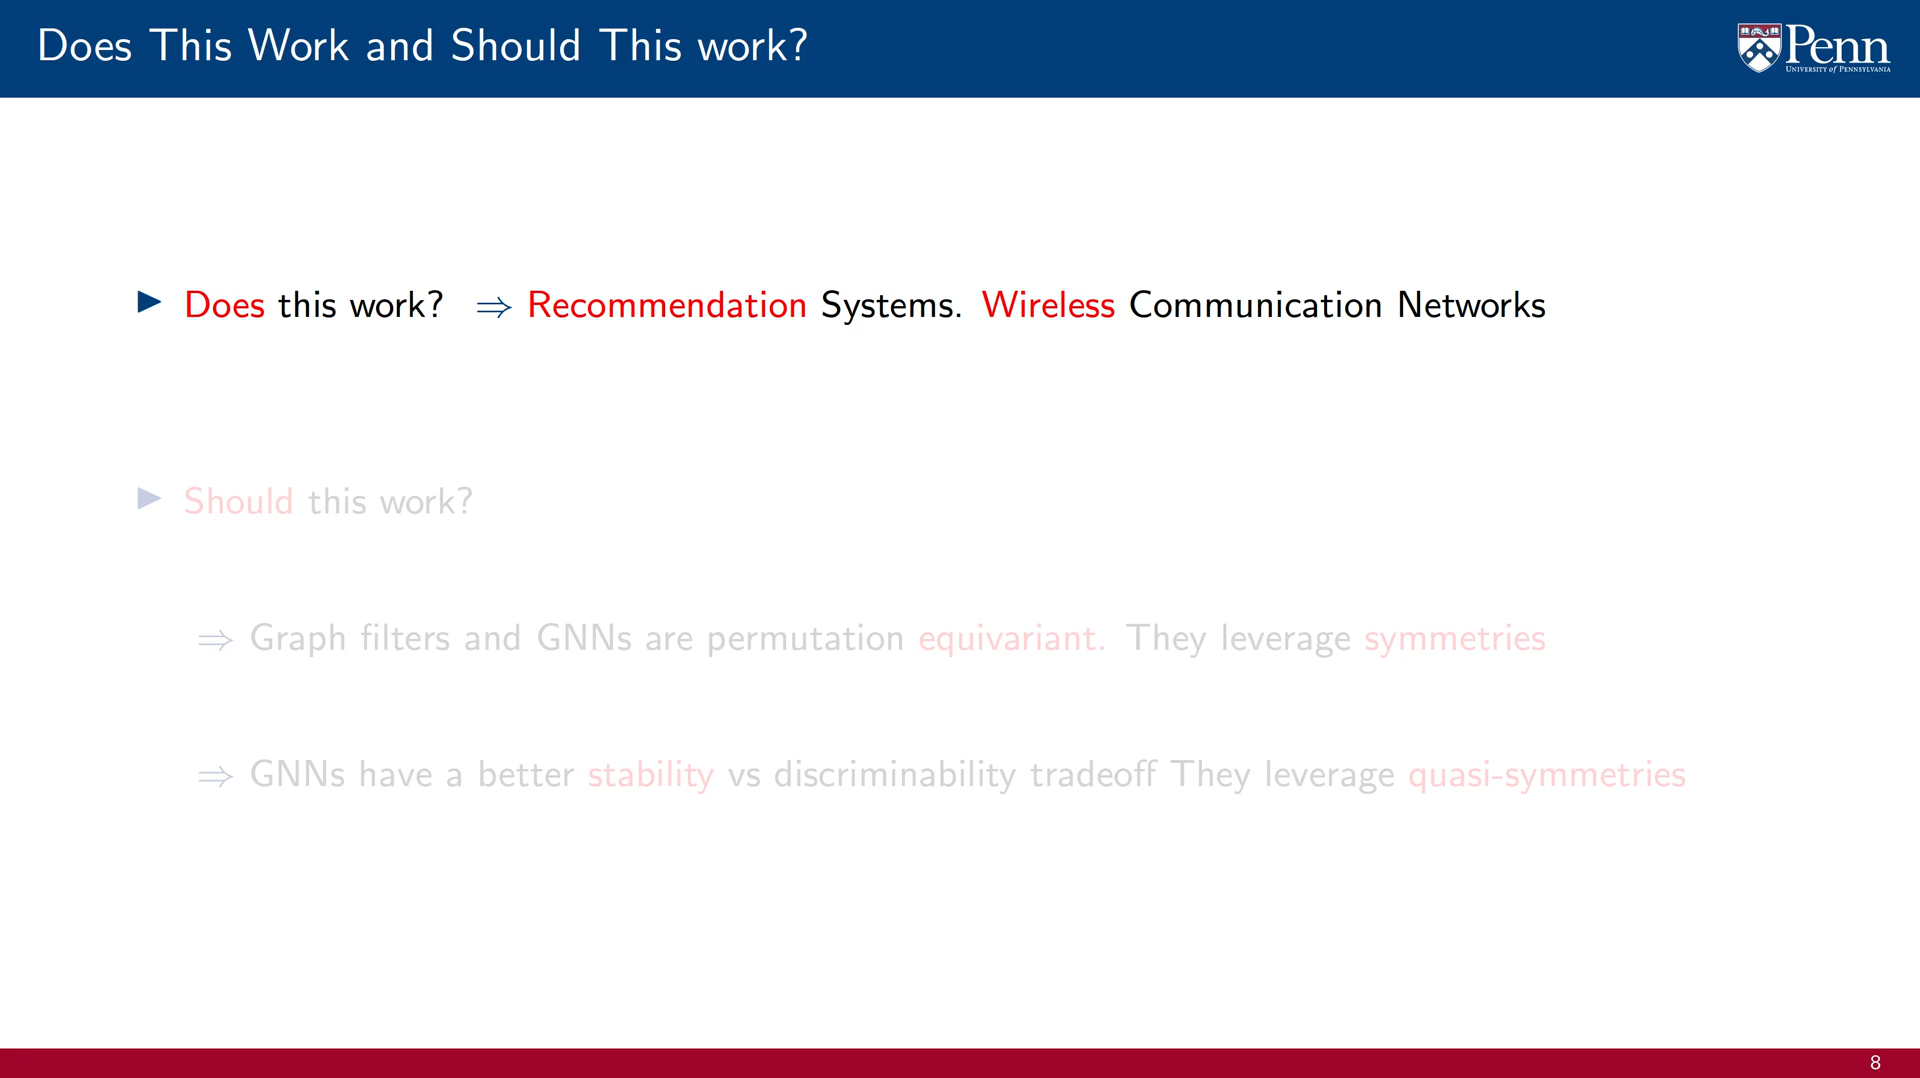 Does This Work and Should This work?
Penn
UNIVERSITY of PENNSYLVANIA
▶ Does this work? ⇒ Recommendation Systems. Wireless Communication Networks
▶ Should this work?
⇒ Graph filters and GNNs are permutation equivariant. They leverage symmetries
⇒ GNNs have a better stability vs discriminability tradeoff They leverage quasi-symmetries
8